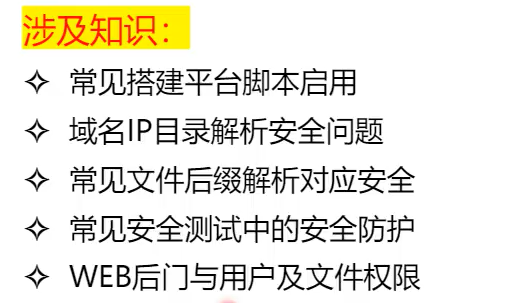 涉及知识：
✧ 常见搭建平台脚本启用
✧ 域名IP目录解析安全问题
✧ 常见文件后缀解析对应安全
✧ 常见安全测试中的安全防护
✧ WEB后门与用户及文件权限